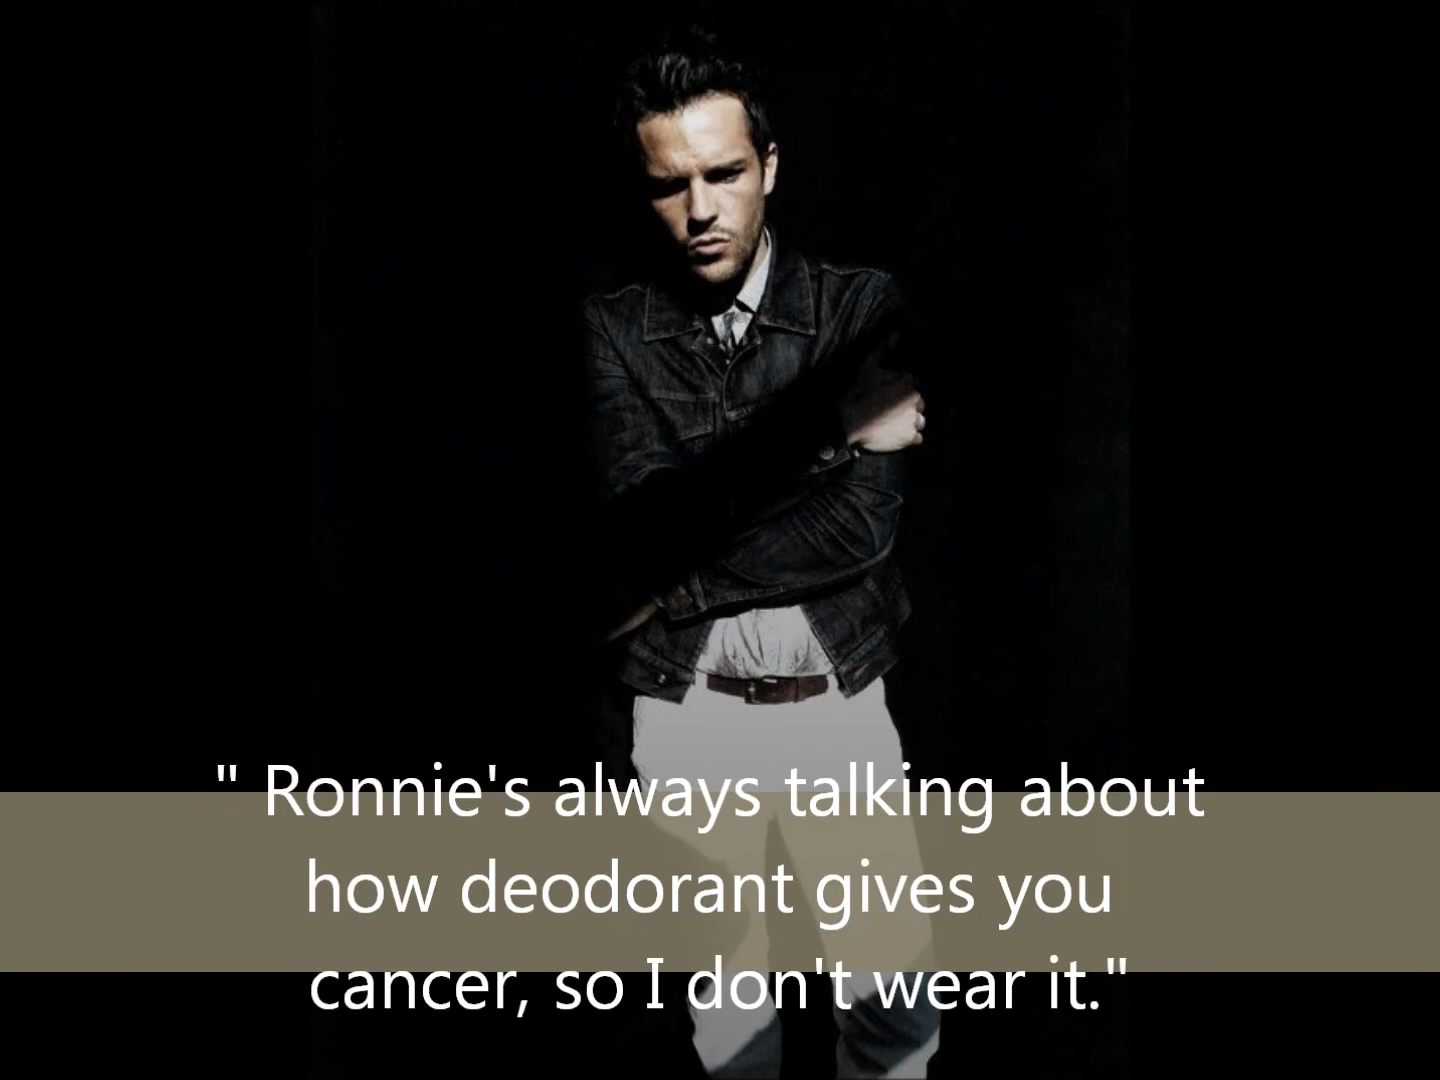 " Ronnie's always talking about
how deodorant gives you
cancer, so I don't wear it."